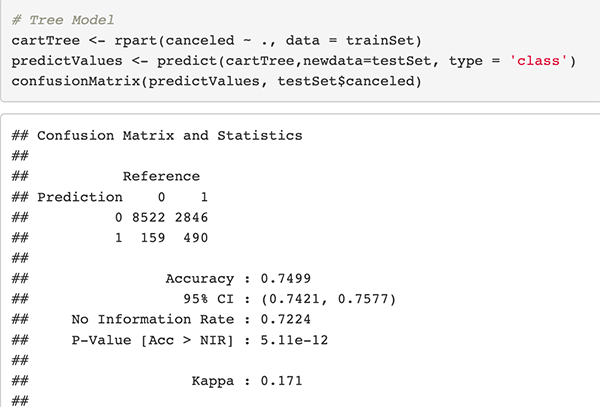 # Tree Model
cartTree <- rpart(canceled ~ ., data = trainSet)
predictValues <- predict(cartTree,newdata=testSet, type = 'class')
confusionMatrix(predictValues, testSet$canceled)
## Confusion Matrix and Statistics
##
##           Reference
## Prediction    0    1
##          0 8522 2846
##          1  159  490
##
##                Accuracy : 0.7499
##                  95% CI : (0.7421, 0.7577)
##     No Information Rate : 0.7224
##     P-Value [Acc > NIR] : 5.11e-12
##
##                   Kappa : 0.171
##